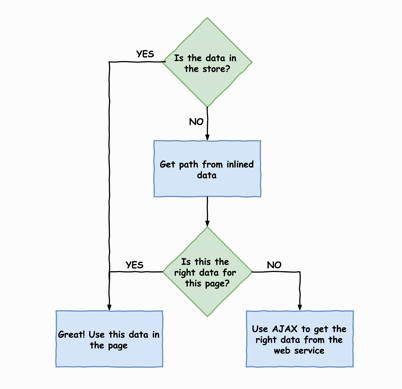 YES
Is the data in
the store?
NO
Get path from inlined
data
YES
Is this the
right data for
this page?
NO
Great! Use this data in
the page
Use AJAX to get the
right data from the
web service